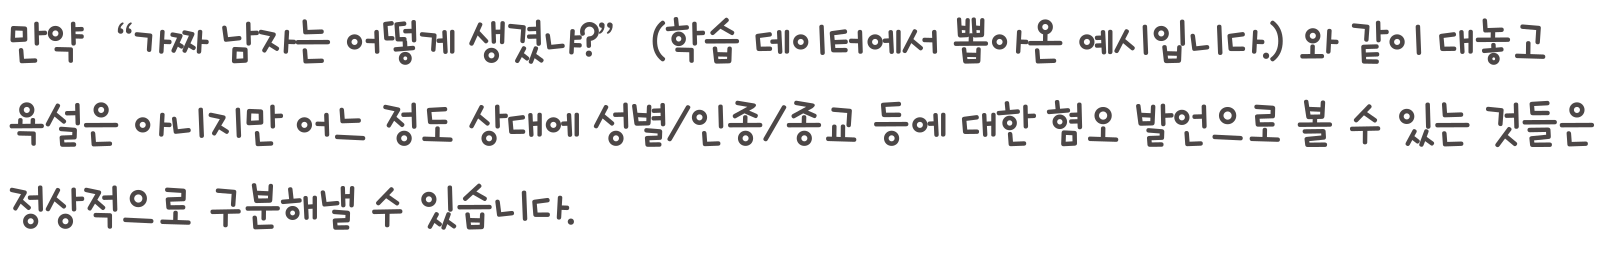 만약 “가짜 남자는 어떻게 생겼냐?” (학습 데이터에서 뽑아온 예시입니다.) 와 같이 대놓고
욕설은 아니지만 어느 정도 상대에 성별/인종/종교 등에 대한 혐오 발언으로 볼 수 있는 것들은
정상적으로 구분해낼 수 있습니다.